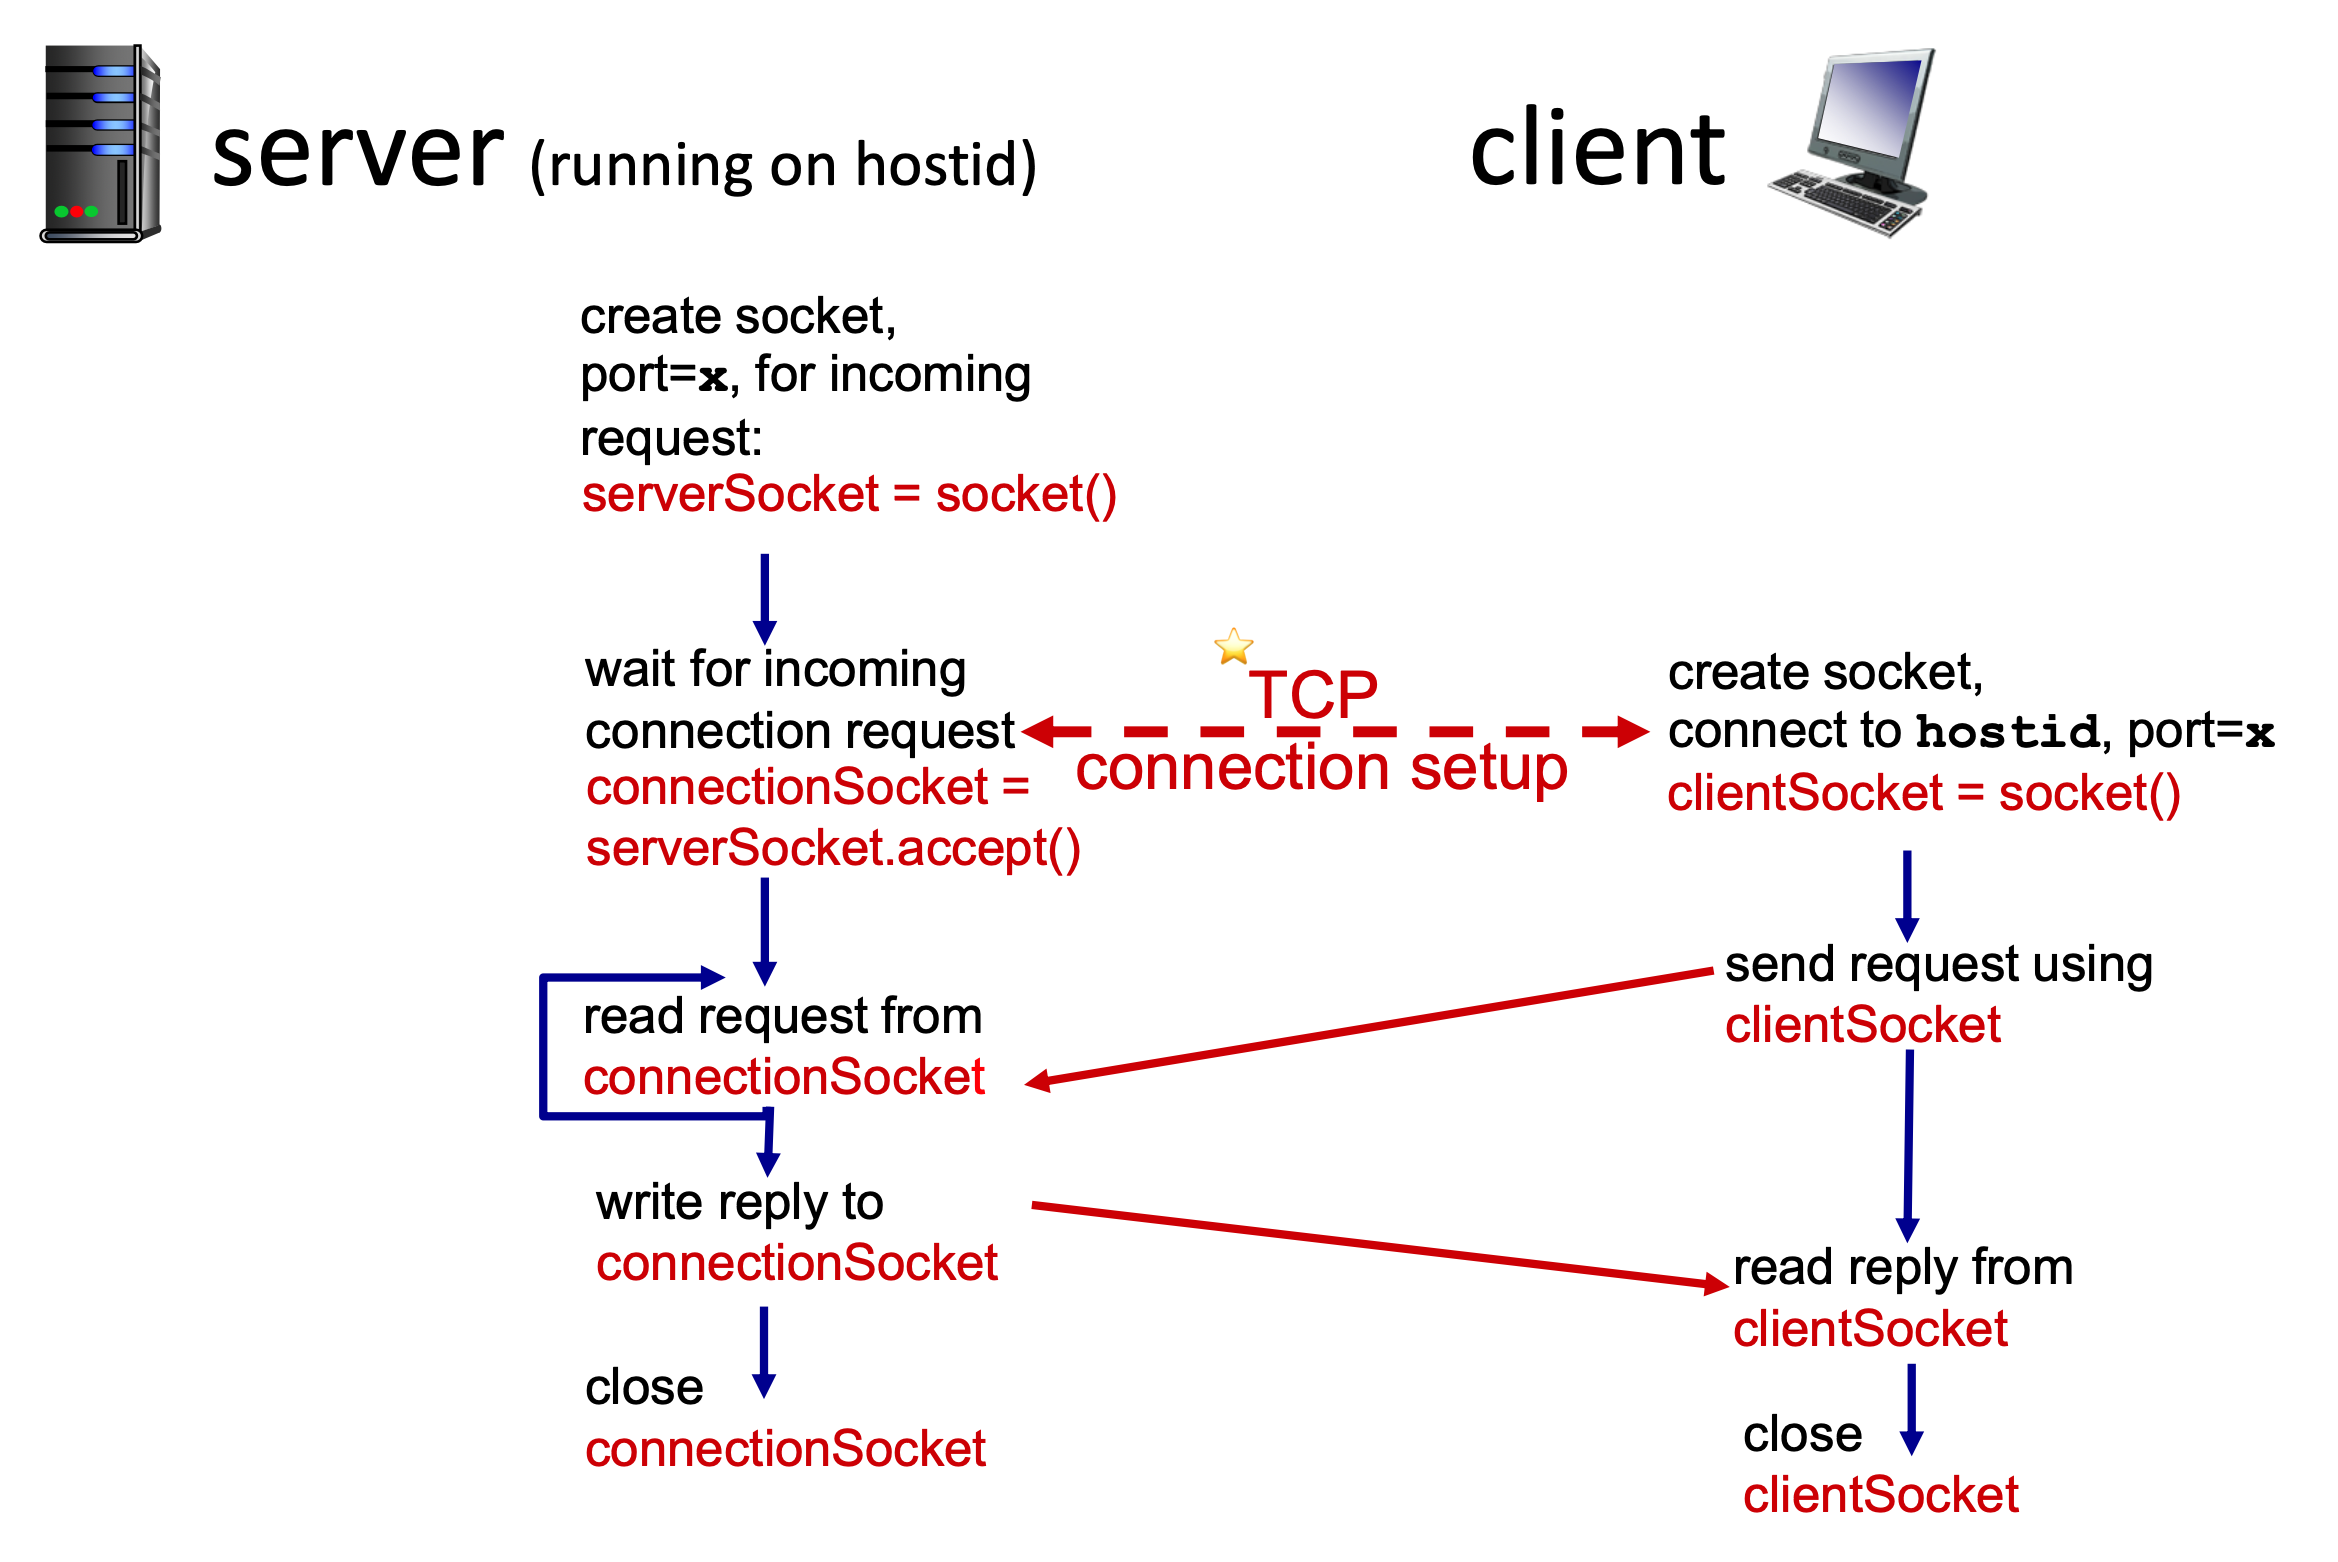 server (running on hostid)
client
create socket,
port=x, for incoming
request:
serverSocket = socket()
wait for incoming
connection request
connectionSocket =
serverSocket.accept()
TCP
connection setup
create socket,
connect to hostid, port=x
clientSocket = socket()
send request using
clientSocket
read request from
connectionSocket
write reply to
connectionSocket
read reply from
clientSocket
close
connectionSocket
close
clientSocket